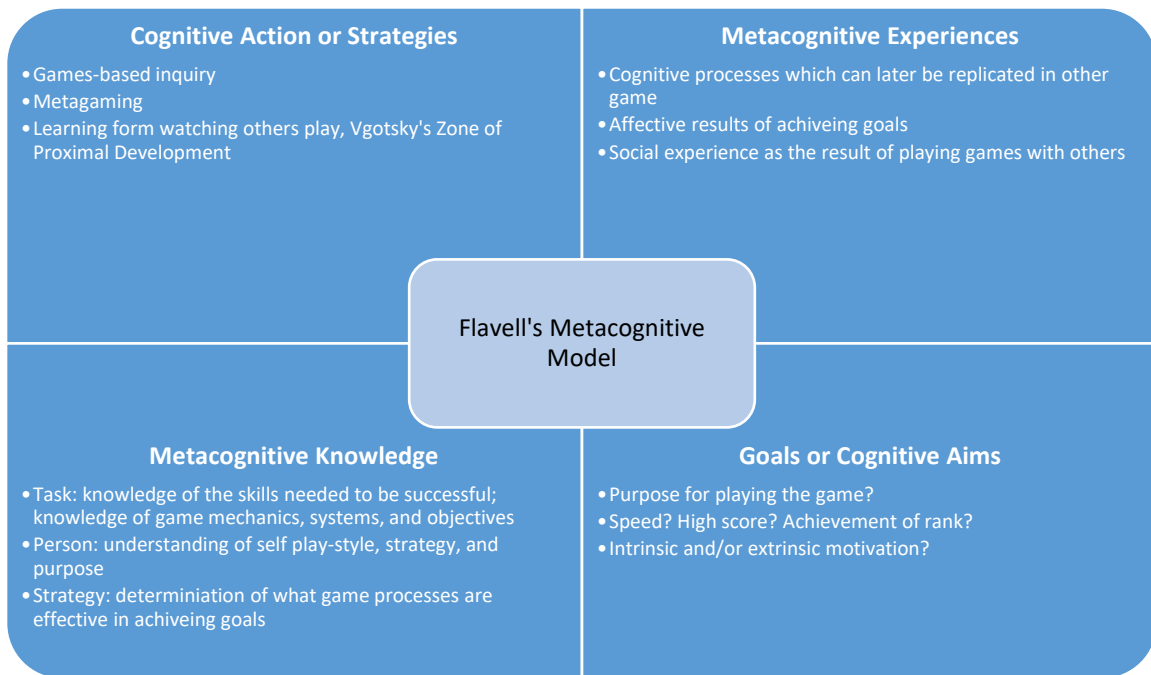 Cognitive Action or Strategies
•Games-based inquiry
•Metagaming
•Learning form watching others play, Vgotsky's Zone of
Proximal Development
Metacognitive Experiences
•Cognitive processes which can later be replicated in other
game
•Affective results of achiveing goals
•Social experience as the result of playing games with others
Flavell's Metacognitive
Model
Metacognitive Knowledge
•Task: knowledge of the skills needed to be successful;
knowledge of game mechanics, systems, and objectives
•Person: understanding of self play-style, strategy, and
purpose
•Strategy: determiniation of what game processes are
effective in achiveing goals
Goals or Cognitive Aims
•Purpose for playing the game?
•Speed? High score? Achievement of rank?
•Intrinsic and/or extrinsic motivation?